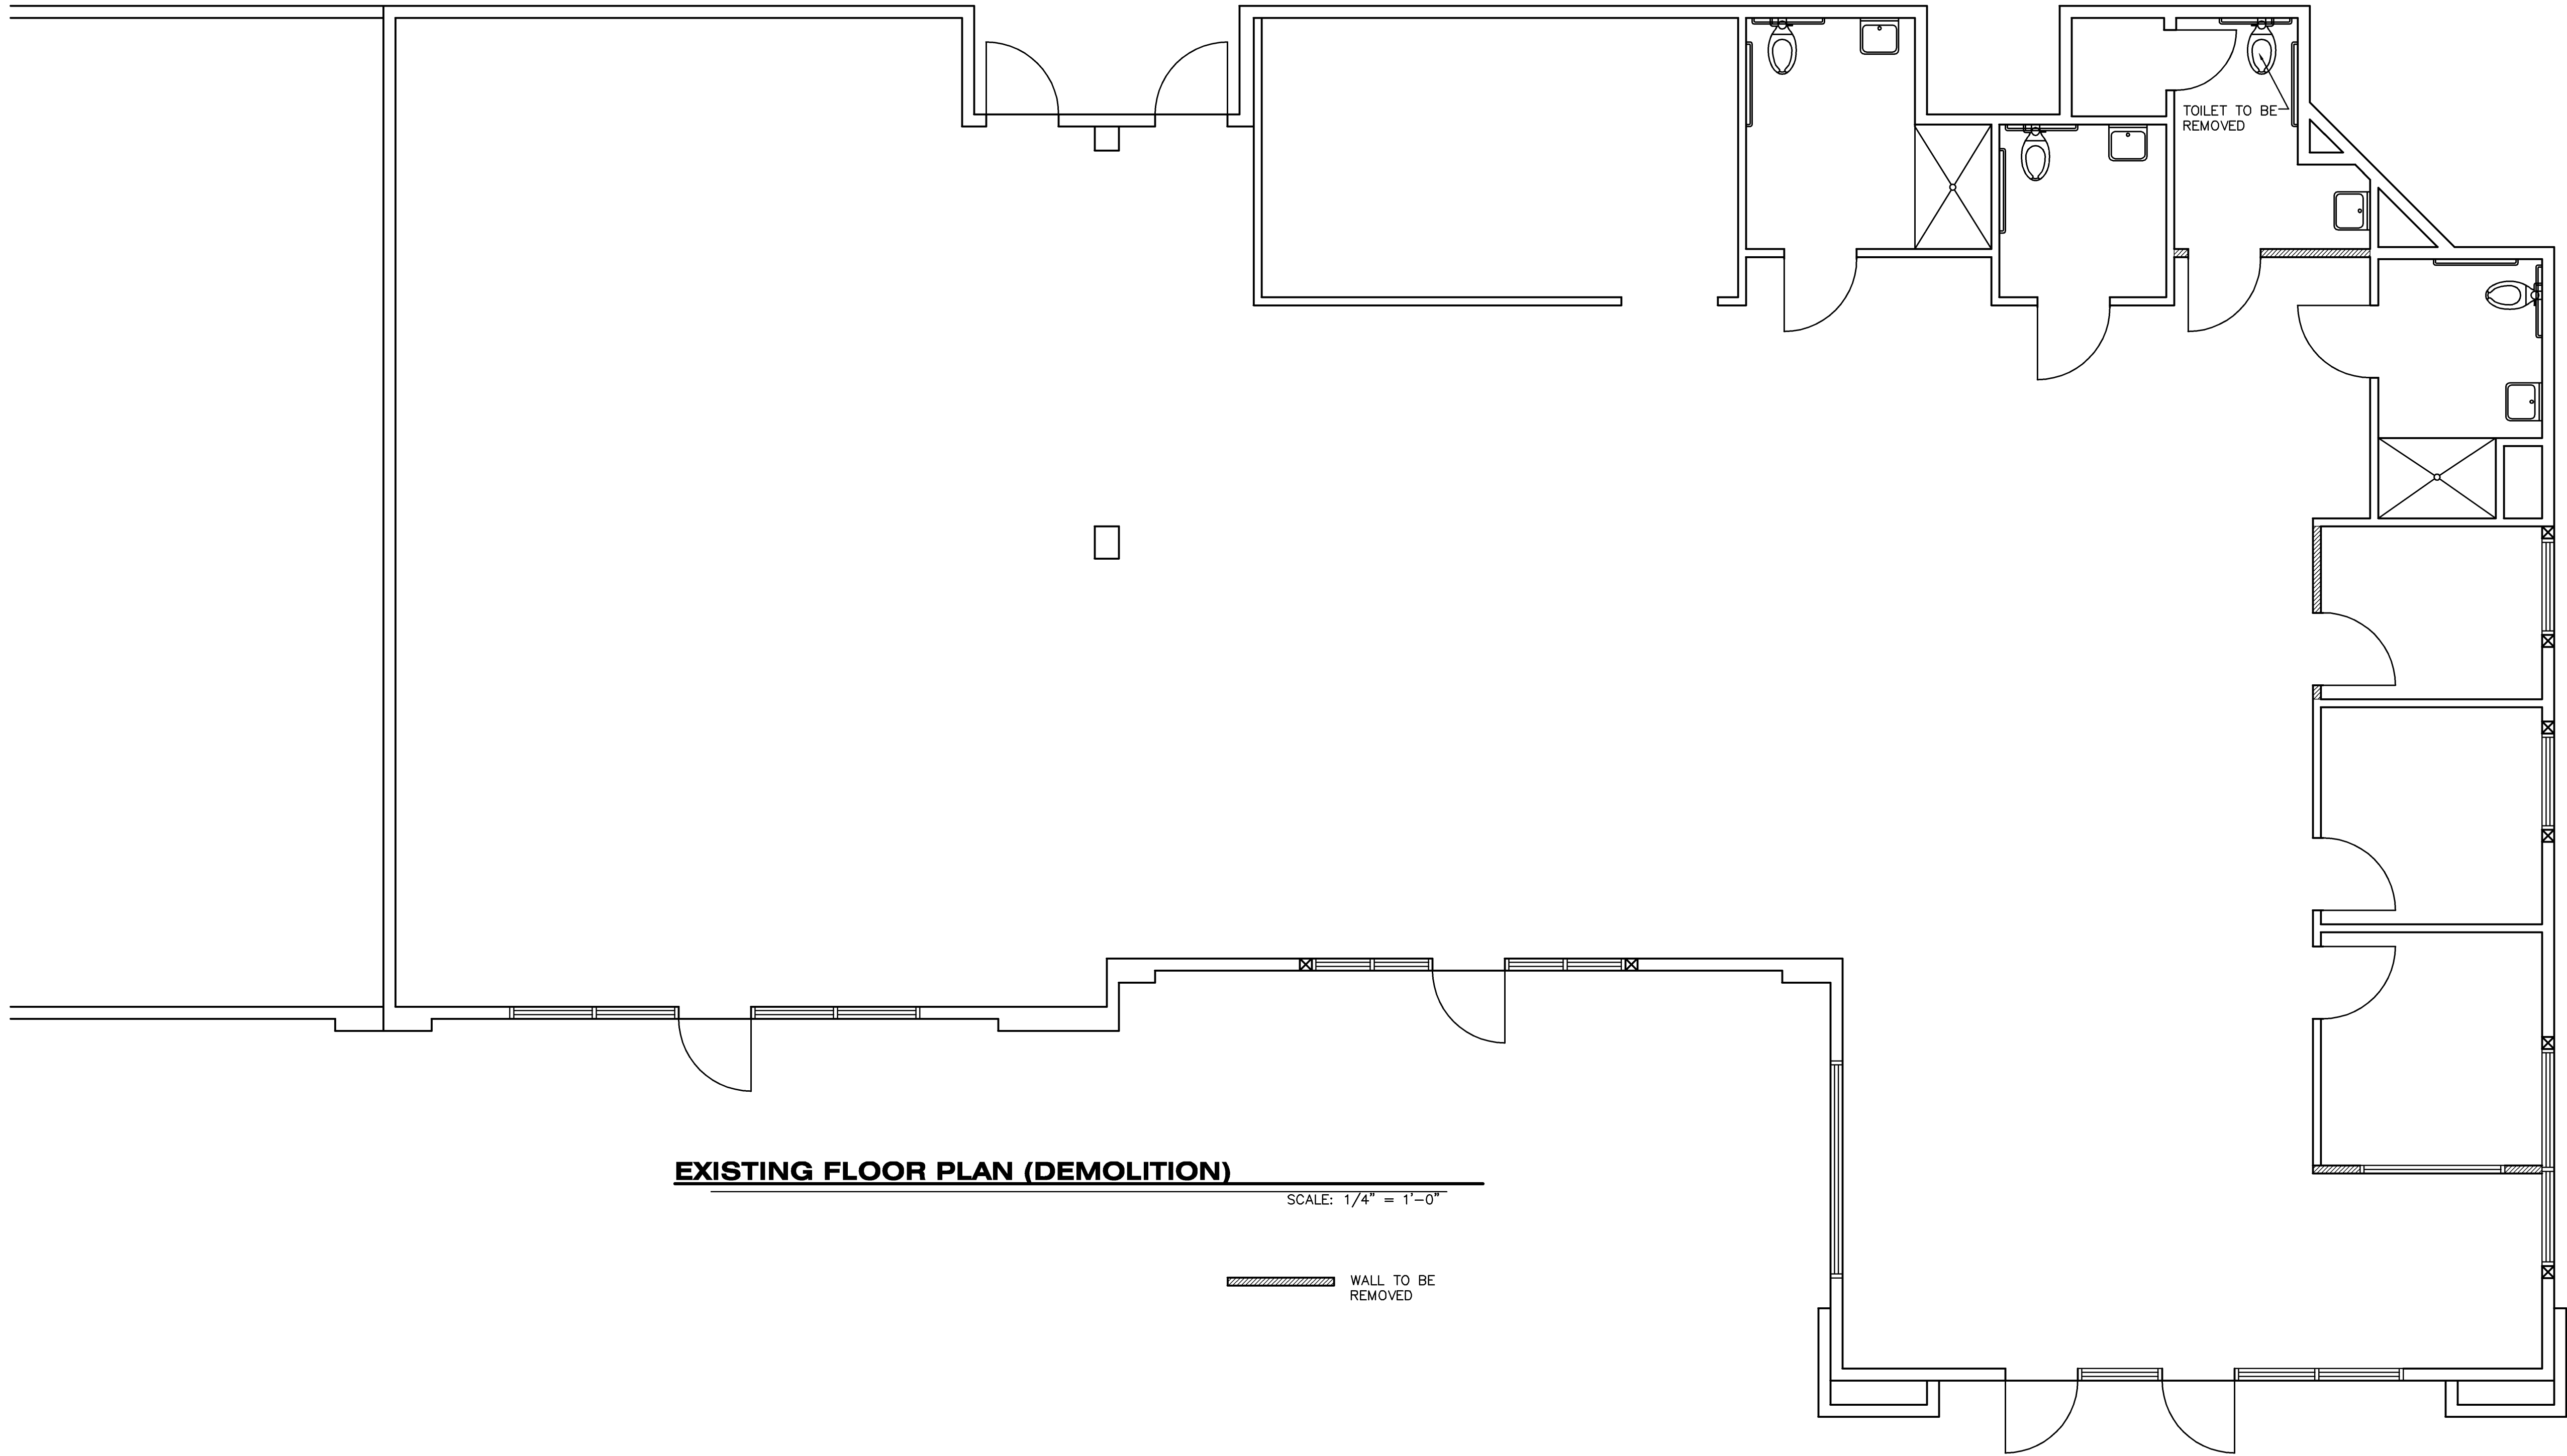 TOILET TO BE
REMOVED
EXISTING FLOOR PLAN (DEMOLITION)
SCALE: 1/4" = 1'-0"
WALL TO BE
REMOVED